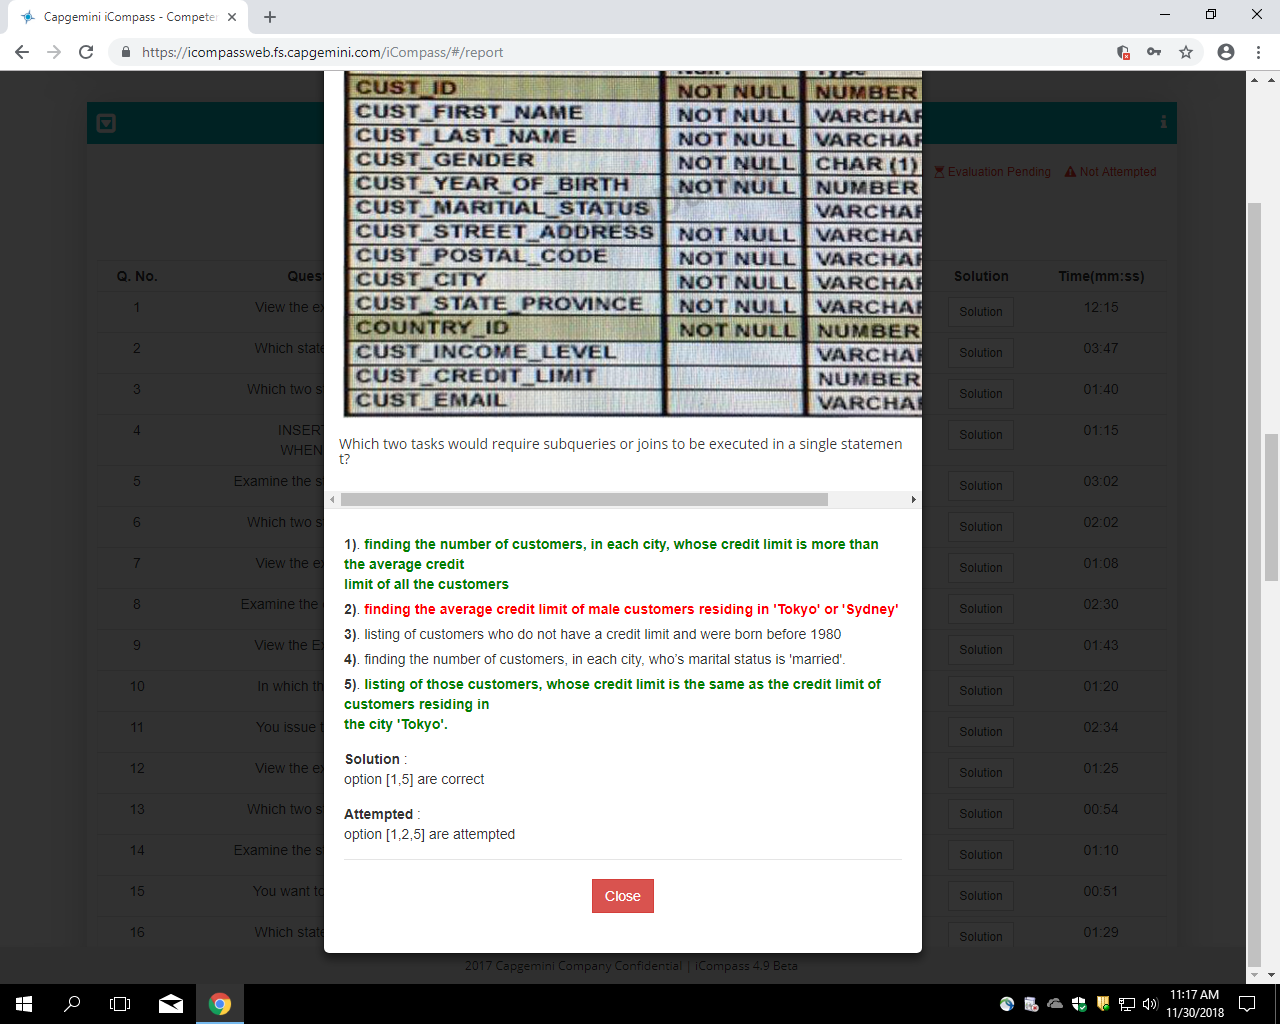 Capgemini iCompass - Competen
https://icompassweb.fs.capgemini.com/iCompass/#/report
CUST_ID NOT NULL NUMBER
CUST_FIRST_NAME NOT NULL VARCHAR
CUST_LAST_NAME NOT NULL VARCHAR
CUST_GENDER NOT NULL CHAR (1)
CUST_YEAR_OF_BIRTH NOT NULL NUMBER
CUST_MARITIAL_STATUS VARCHAR
CUST_STREET_ADDRESS NOT NULL VARCHAR
CUST_POSTAL_CODE NOT NULL VARCHAR
CUST_CITY NOT NULL VARCHAR
CUST_STATE_PROVINCE NOT NULL VARCHAR
COUNTRY_ID NOT NULL NUMBER
CUST_INCOME_LEVEL VARCHAR
CUST_CREDIT_LIMIT NUMBER
CUST_EMAIL VARCHAR
Which two tasks would require subqueries or joins to be executed in a single statemen
t?
1). finding the number of customers, in each city, whose credit limit is more than
the average credit
limit of all the customers
2). finding the average credit limit of male customers residing in 'Tokyo' or 'Sydney'
3). listing of customers who do not have a credit limit and were born before 1980
4). finding the number of customers, in each city, who's marital status is 'married'.
5). listing of those customers, whose credit limit is the same as the credit limit of
customers residing in
the city 'Tokyo'.
Solution :
option [1,5] are correct
Attempted :
option [1,2,5] are attempted
Close
Evaluation Pending Not Attempted
Q. No. Ques Solution Time(mm:ss)
1 View the ex Solution 12:15
2 Which state Solution 03:47
3 Which two s Solution 01:40
4 INSERT Solution 01:15
WHEN
5 Examine the s Solution 03:02
6 Which two s Solution 02:02
7 View the ex Solution 01:08
8 Examine the Solution 02:30
9 View the E Solution 01:43
10 In which th Solution 01:20
11 You issue t Solution 02:34
12 View the ex Solution 01:25
13 Which two s Solution 00:54
14 Examine the s Solution 01:10
15 You want to Solution 00:51
16 Which state Solution 01:29
2017 Capgemini Company Confidential | iCompass 4.9 Beta
11:17 AM
11/30/2018